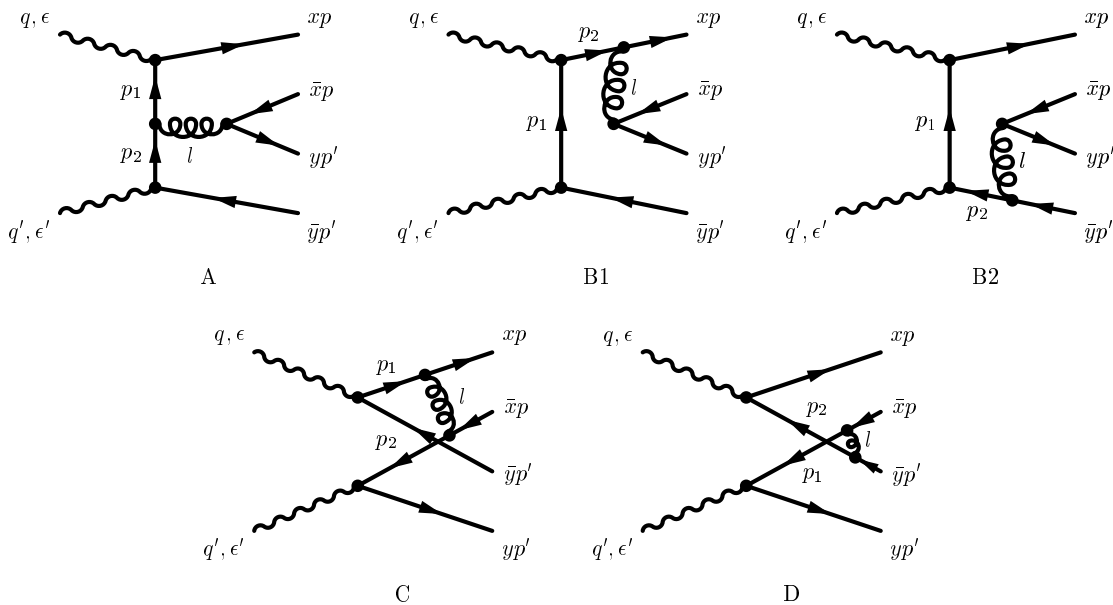 q, ϵ
xp
p₁
x̄p
p₂
l
yp′
q′, ϵ′
ȳp′
A
q, ϵ
p₂
xp
l
x̄p
p₁
yp′
q′, ϵ′
ȳp′
B1
q, ϵ
xp
x̄p
p₁
l
yp′
p₂
q′, ϵ′
ȳp′
B2
q, ϵ
xp
p₁
l
x̄p
p₂
ȳp′
q′, ϵ′
yp′
C
q, ϵ
xp
p₂
x̄p
l
p₁
ȳp′
q′, ϵ′
yp′
D